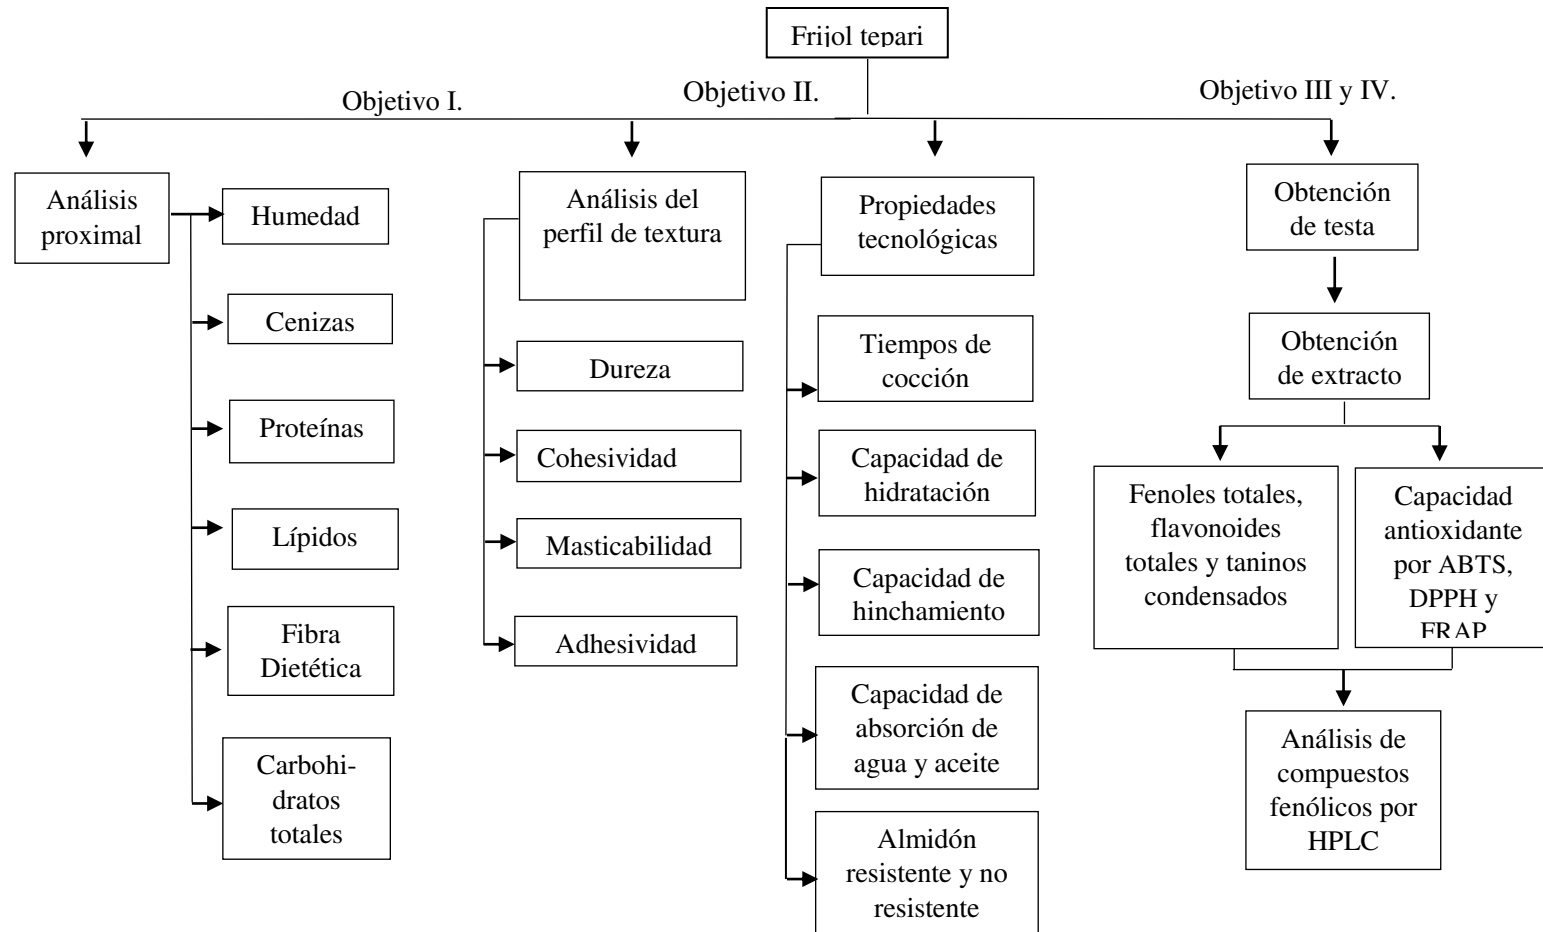 Frijol tepari
Objetivo I.
Objetivo II.
Objetivo III y IV.
Análisis
proximal
Humedad
Cenizas
Proteínas
Lípidos
Fibra
Dietética
Carbohi-
dratos
totales
Análisis del
perfil de textura
Dureza
Cohesividad
Masticabilidad
Adhesividad
Propiedades
tecnológicas
Tiempos de
cocción
Capacidad de
hidratación
Capacidad de
hinchamiento
Capacidad de
absorción de
agua y aceite
Almidón
resistente y no
resistente
Obtención
de testa
Obtención
de extracto
Fenoles totales,
flavonoides
totales y taninos
condensados
Capacidad
antioxidante
por ABTS,
DPPH y
FRAP
Análisis de
compuestos
fenólicos por
HPLC